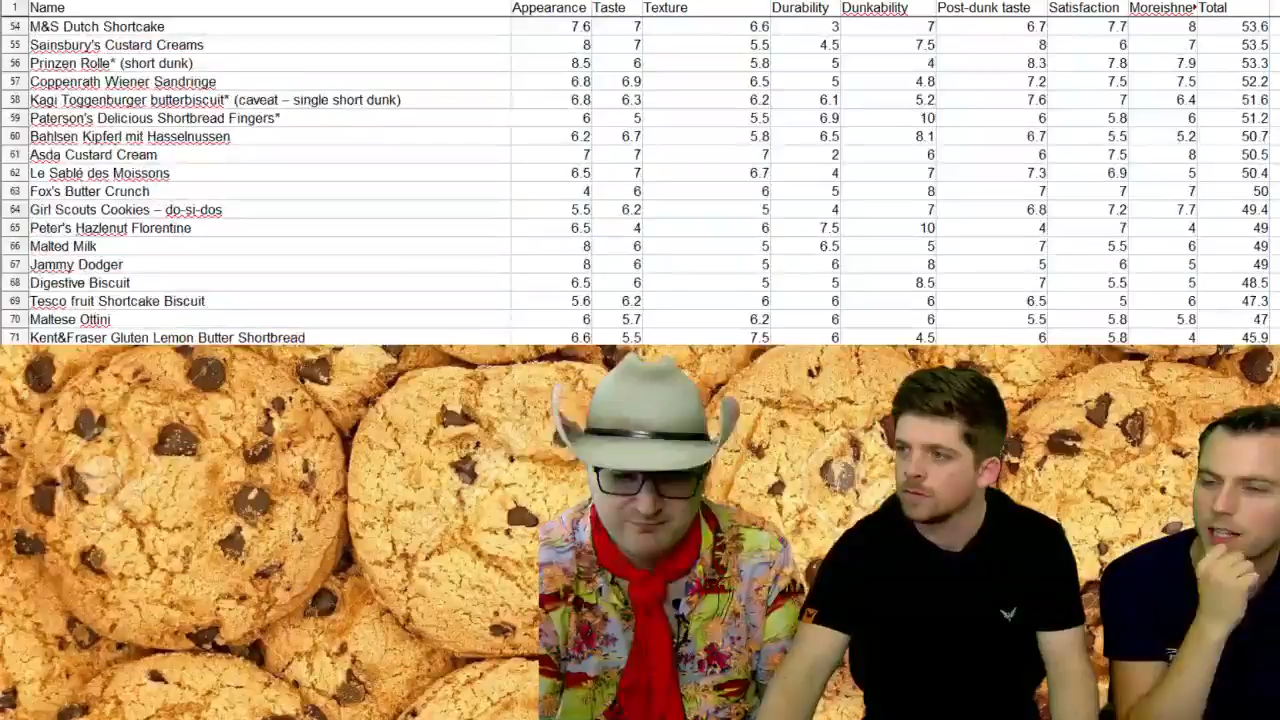 1 Name Appearance Taste Texture Durability Dunkability Post-dunk taste Satisfaction Moreishne Total
54 M&S Dutch Shortcake 7.6 7 6.6 3 7 6.7 7.7 8 53.6
55 Sainsbury's Custard Creams 8 7 5.5 4.5 7.5 8 6 7 53.5
56 Prinzen Rolle* (short dunk) 8.5 6 5.8 5 4 8.3 7.8 7.9 53.3
57 Coppenrath Wiener Sandringe 6.8 6.9 6.5 5 4.8 7.2 7.5 7.5 52.2
58 Kagi Toggenburger butterbiscuit* (caveat – single short dunk) 6.8 6.3 6.2 6.1 5.2 7.6 7 6.4 51.6
59 Paterson's Delicious Shortbread Fingers* 6 5 5.5 6.9 10 6 5.8 6 51.2
60 Bahlsen Kipferl mit Hasselnussen 6.2 6.7 5.8 6.5 8.1 6.7 5.5 5.2 50.7
61 Asda Custard Cream 7 7 7 2 6 6 7.5 8 50.5
62 Le Sablé des Moissons 6.5 7 6.7 4 7 7.3 6.9 5 50.4
63 Fox's Butter Crunch 4 6 6 5 8 7 7 7 50
64 Girl Scouts Cookies – do-si-dos 5.5 6.2 5 4 7 6.8 7.2 7.7 49.4
65 Peter's Hazlenut Florentine 6.5 4 6 7.5 10 4 7 4 49
66 Malted Milk 8 6 5 6.5 5 7 5.5 6 49
67 Jammy Dodger 8 6 5 6 8 5 6 5 49
68 Digestive Biscuit 6.5 6 5 5 8.5 7 5.5 5 48.5
69 Tesco fruit Shortcake Biscuit 5.6 6.2 6 6 6 6.5 5 6 47.3
70 Maltese Ottini 6 5.7 6.2 6 6 5.5 5.8 5.8 47
71 Kent&Fraser Gluten Lemon Butter Shortbread 6.6 5.5 7.5 6 4.5 6 5.8 4 45.9